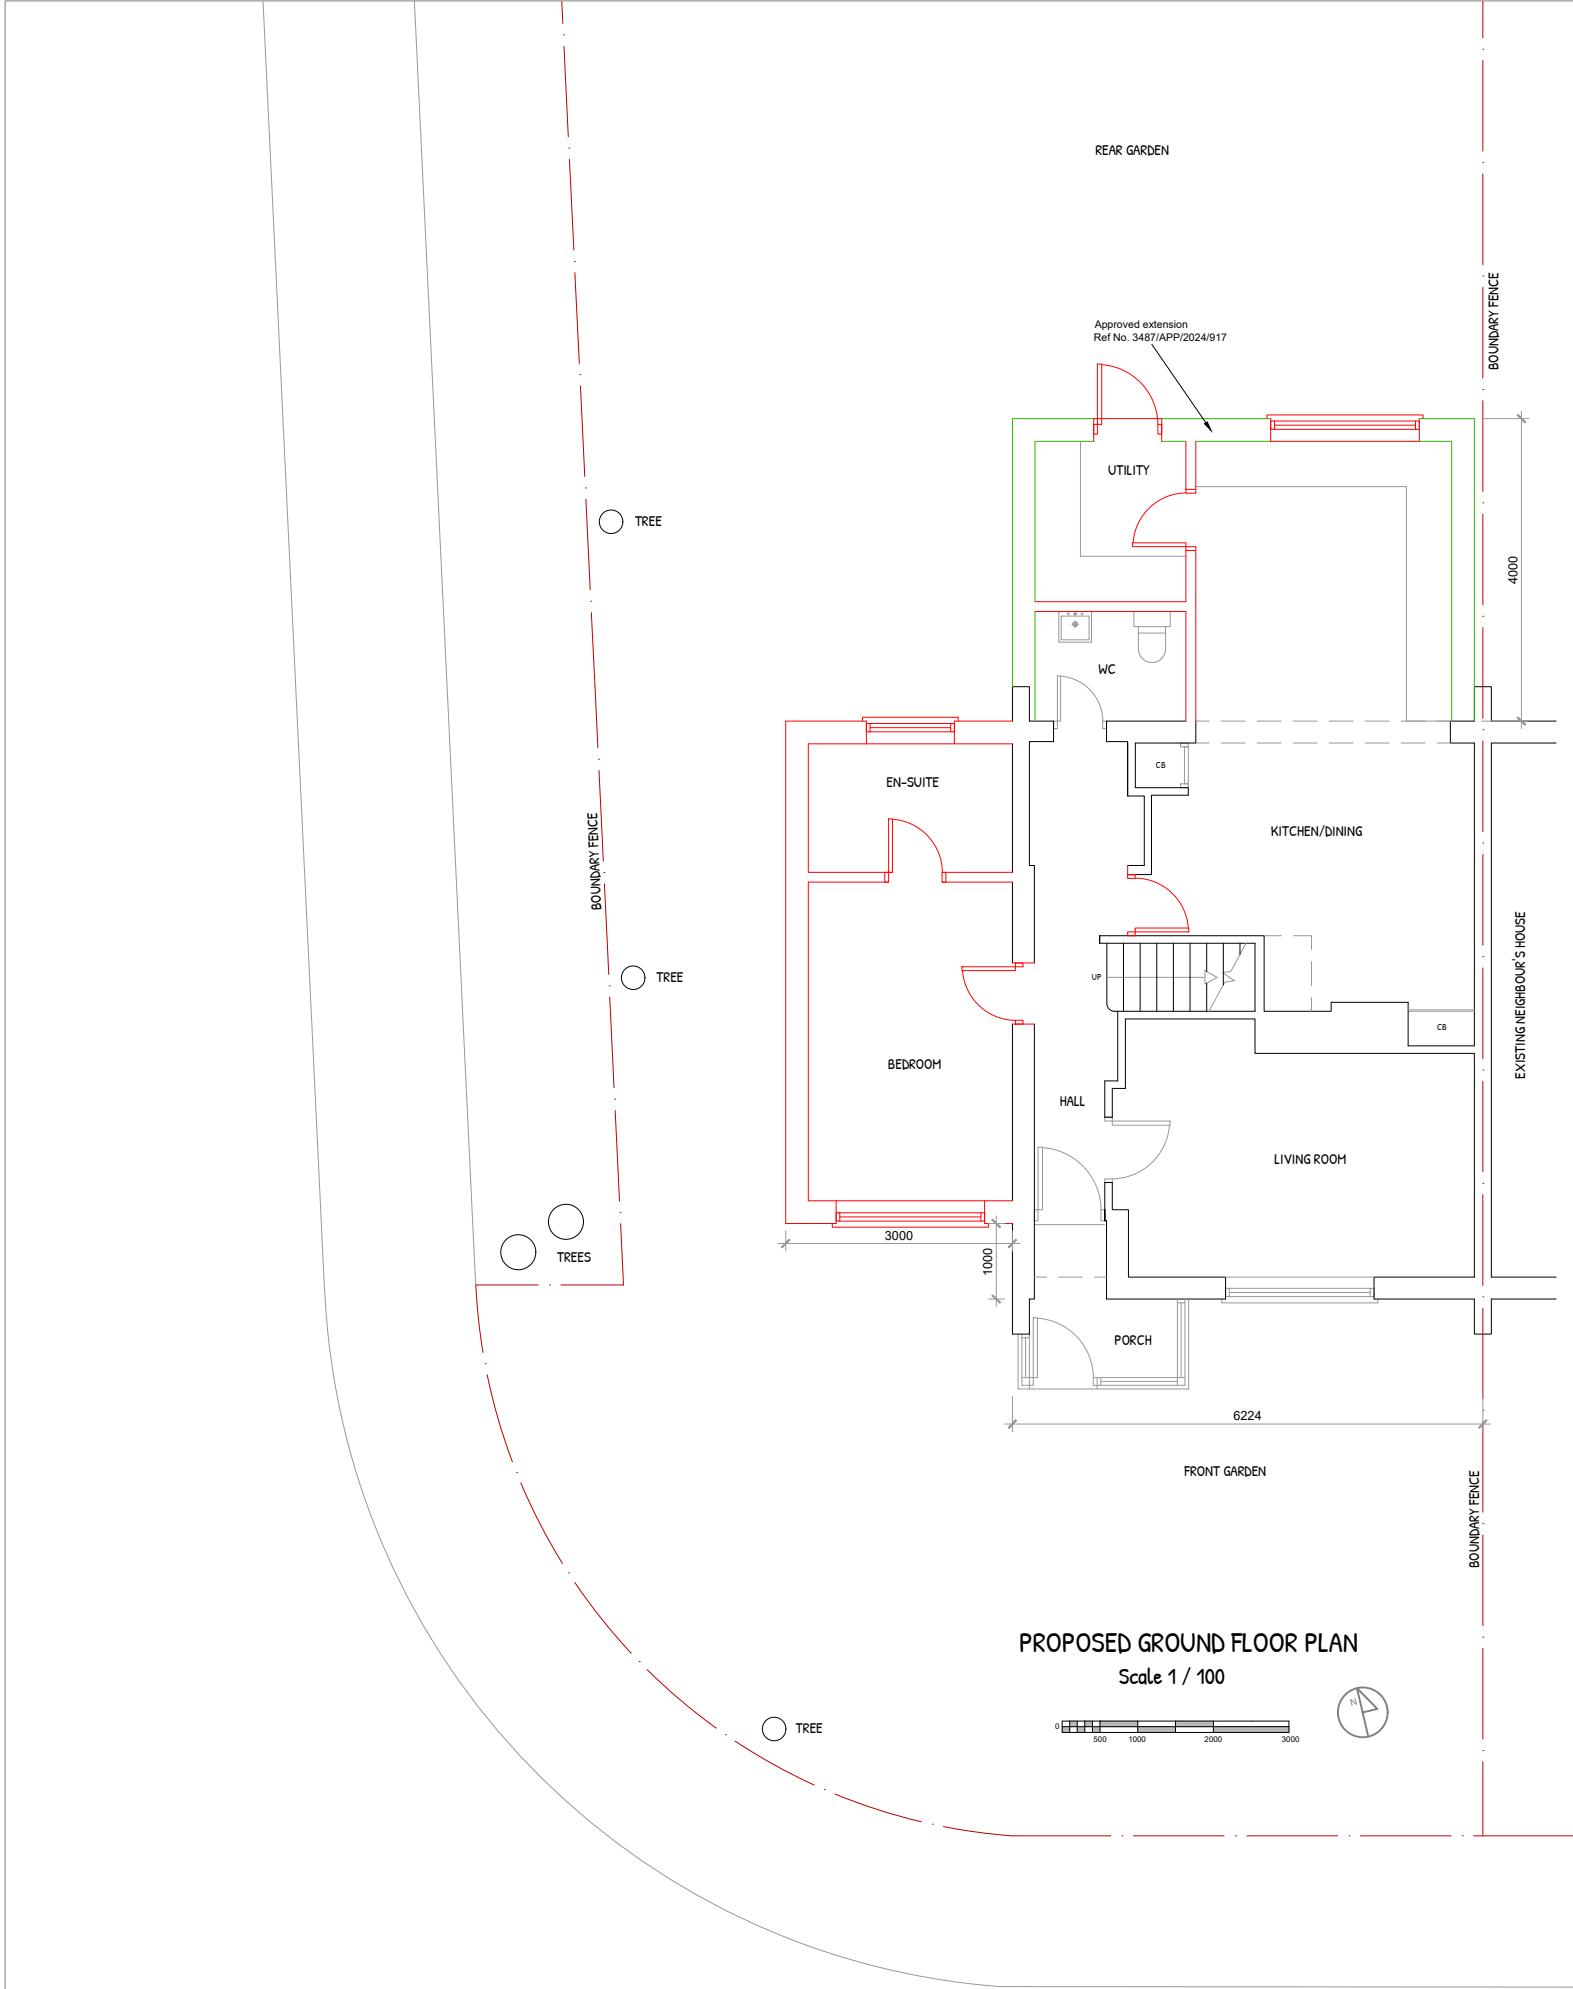 REAR GARDEN
BOUNDARY FENCE
Approved extension
Ref No. 3487/APP/2024/917
UTILITY
TREE
4000
WC
EN-SUITE
CB
KITCHEN/DINING
BOUNDARY FENCE
TREE
UP
EXISTING NEIGHBOUR'S HOUSE
CB
BEDROOM
HALL
LIVING ROOM
TREES
3000
1000
PORCH
6224
FRONT GARDEN
BOUNDARY FENCE
PROPOSED GROUND FLOOR PLAN
Scale 1 / 100
N
TREE
0
500 1000 2000 3000